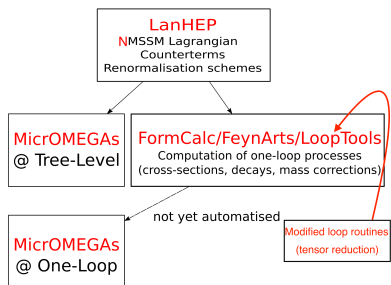 LanHEP
NMSSM Lagrangian
Counterterms
Renormalisation schemes
MicrOMEGAs
@ Tree-Level
FormCalc/FeynArts/LoopTools
Computation of one-loop processes
(cross-sections, decays, mass corrections)
not yet automatised
MicrOMEGAs
@ One-Loop
Modified loop routines
(tensor reduction)